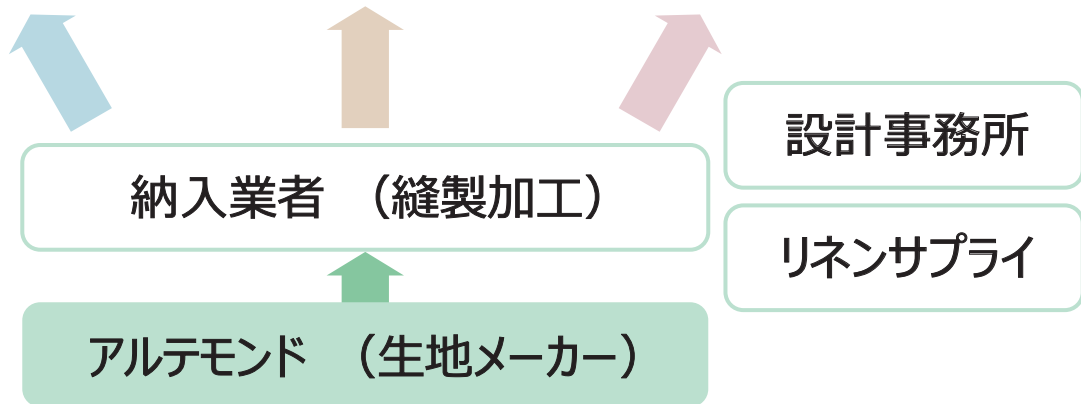 設計事務所
納入業者　（縫製加工）
リネンサプライ
アルテモンド　（生地メーカー）